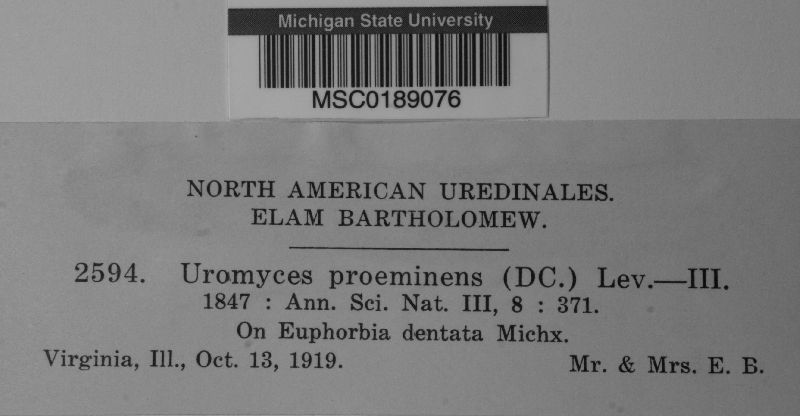 Michigan State University
MSC0189076
NORTH AMERICAN UREDINALES.
ELAM BARTHOLOMEW.
2594. Uromyces proeminens (DC.) Lev.—III.
1847 : Ann. Sci. Nat. III, 8 : 371.
On Euphorbia dentata Michx.
Virginia, Ill., Oct. 13, 1919. Mr. & Mrs. E. B.